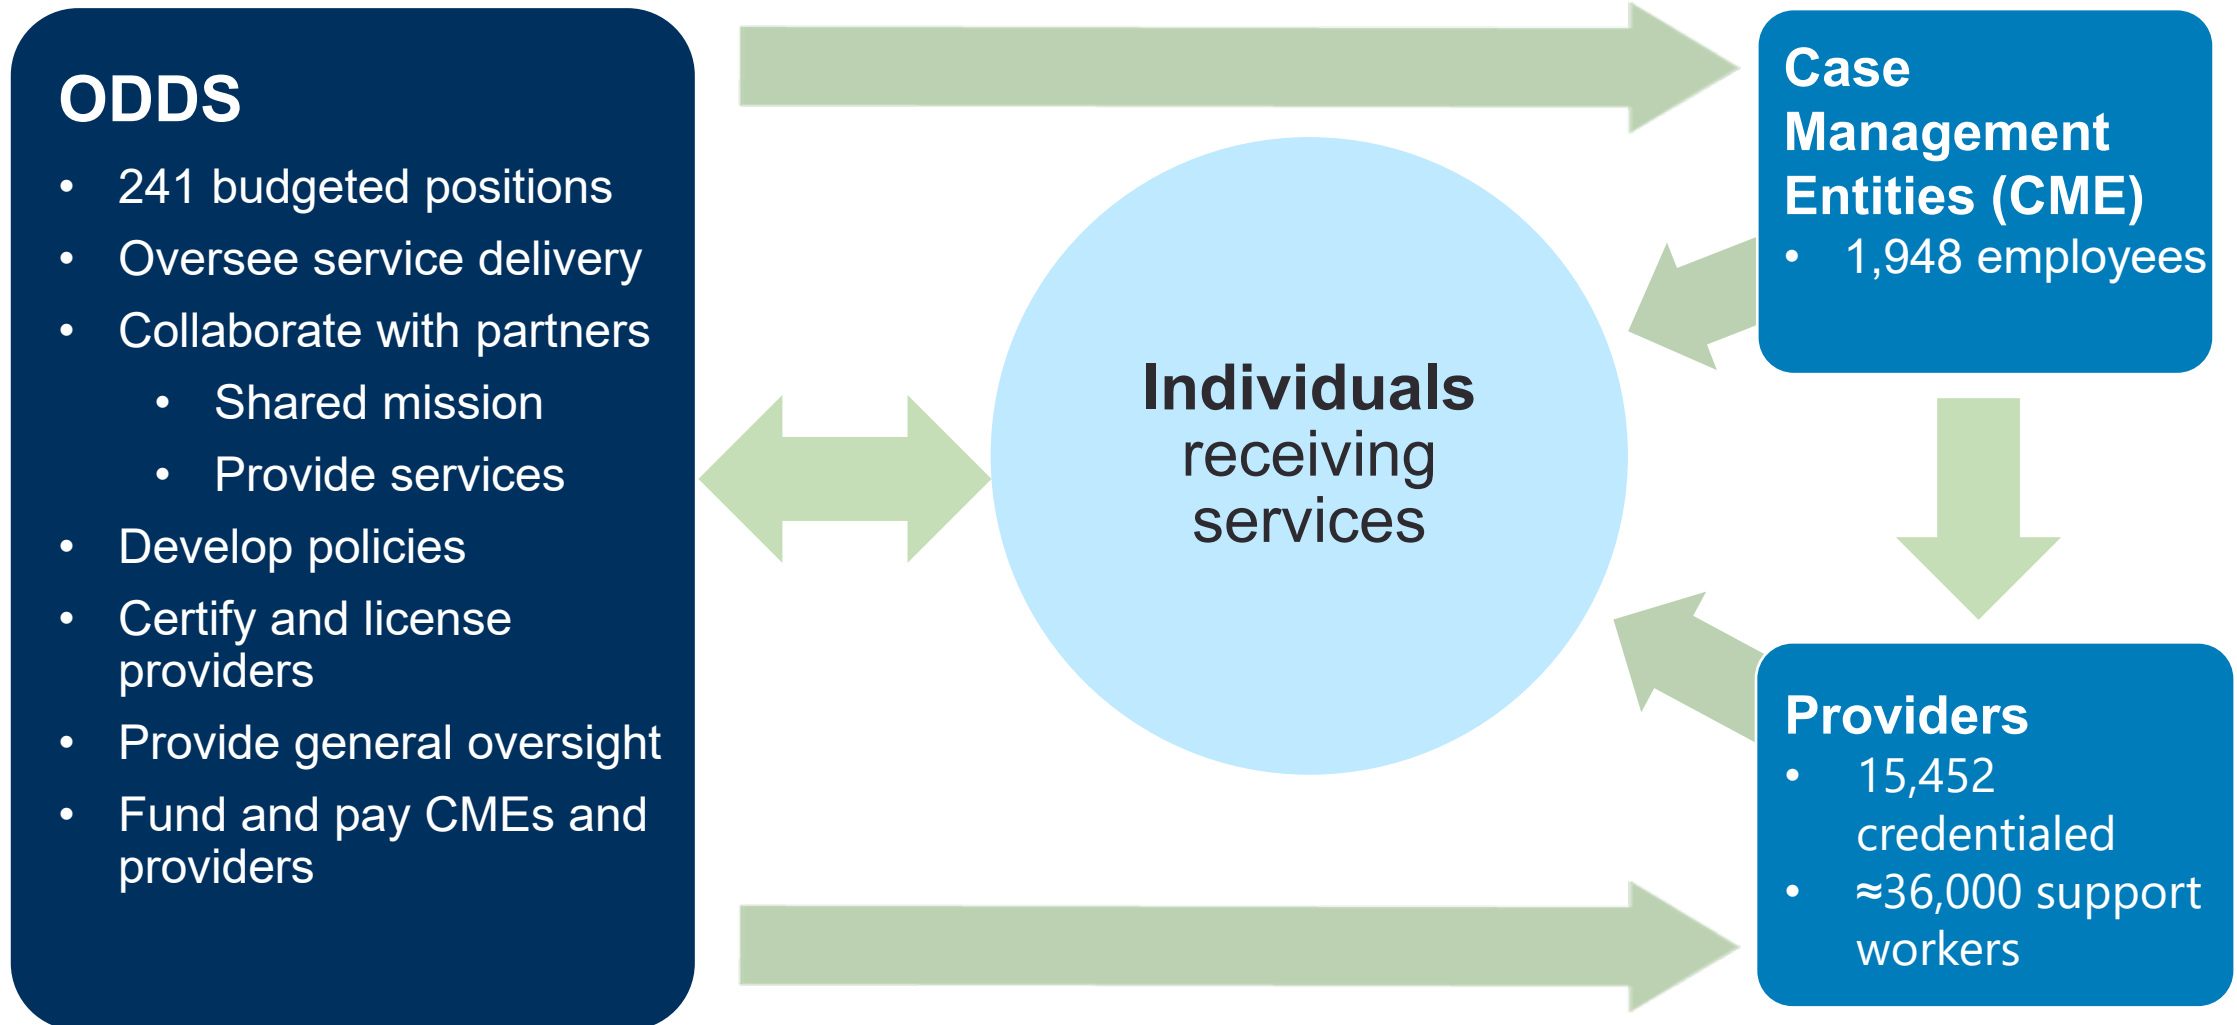 ODDS
• 241 budgeted positions
• Oversee service delivery
• Collaborate with partners
• Shared mission
• Provide services
• Develop policies
• Certify and license
providers
• Provide general oversight
• Fund and pay CMEs and
providers
Individuals
receiving
services
Case
Management
Entities (CME)
• 1,948 employees
Providers
• 15,452
credentialed
• ≈36,000 support
workers